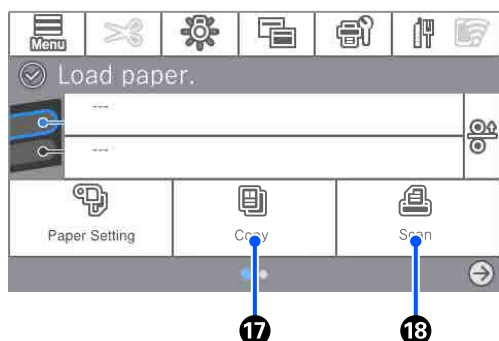 Menu
Load paper.
---
---
Paper Setting
Copy
Scan
17
18